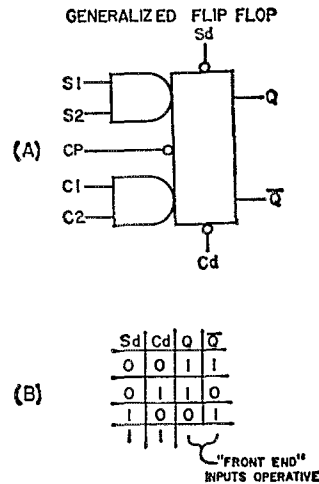 GENERALIZED FLIP FLOP
Sd
S1
S2
Q
(A)
CP
C1
C2
Q̅
Cd
(B)
Sd Cd Q Q̅
0 0 1 1
0 1 1 0
1 0 0 1
1 1
"FRONT END"
INPUTS OPERATIVE